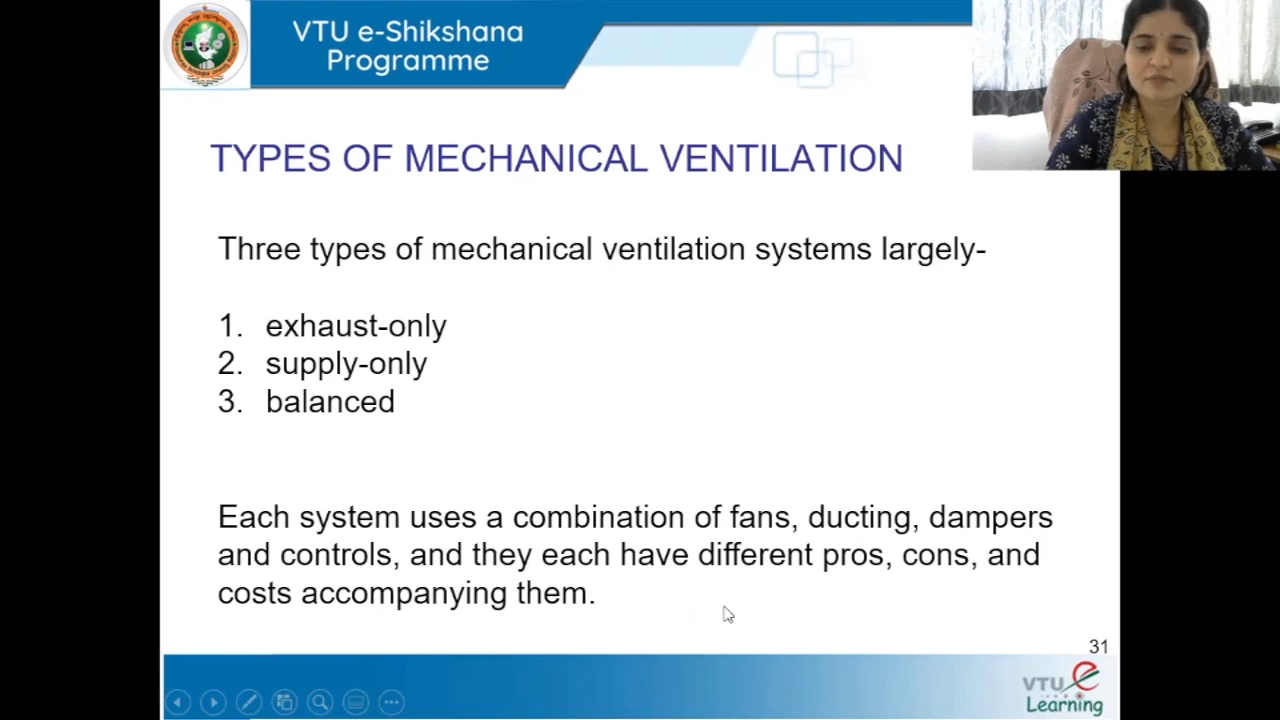 VTU e-Shikshana
Programme
TYPES OF MECHANICAL VENTILATION
Three types of mechanical ventilation systems largely-
1. exhaust-only
2. supply-only
3. balanced
Each system uses a combination of fans, ducting, dampers
and controls, and they each have different pros, cons, and
costs accompanying them.
31
VTU e
Learning